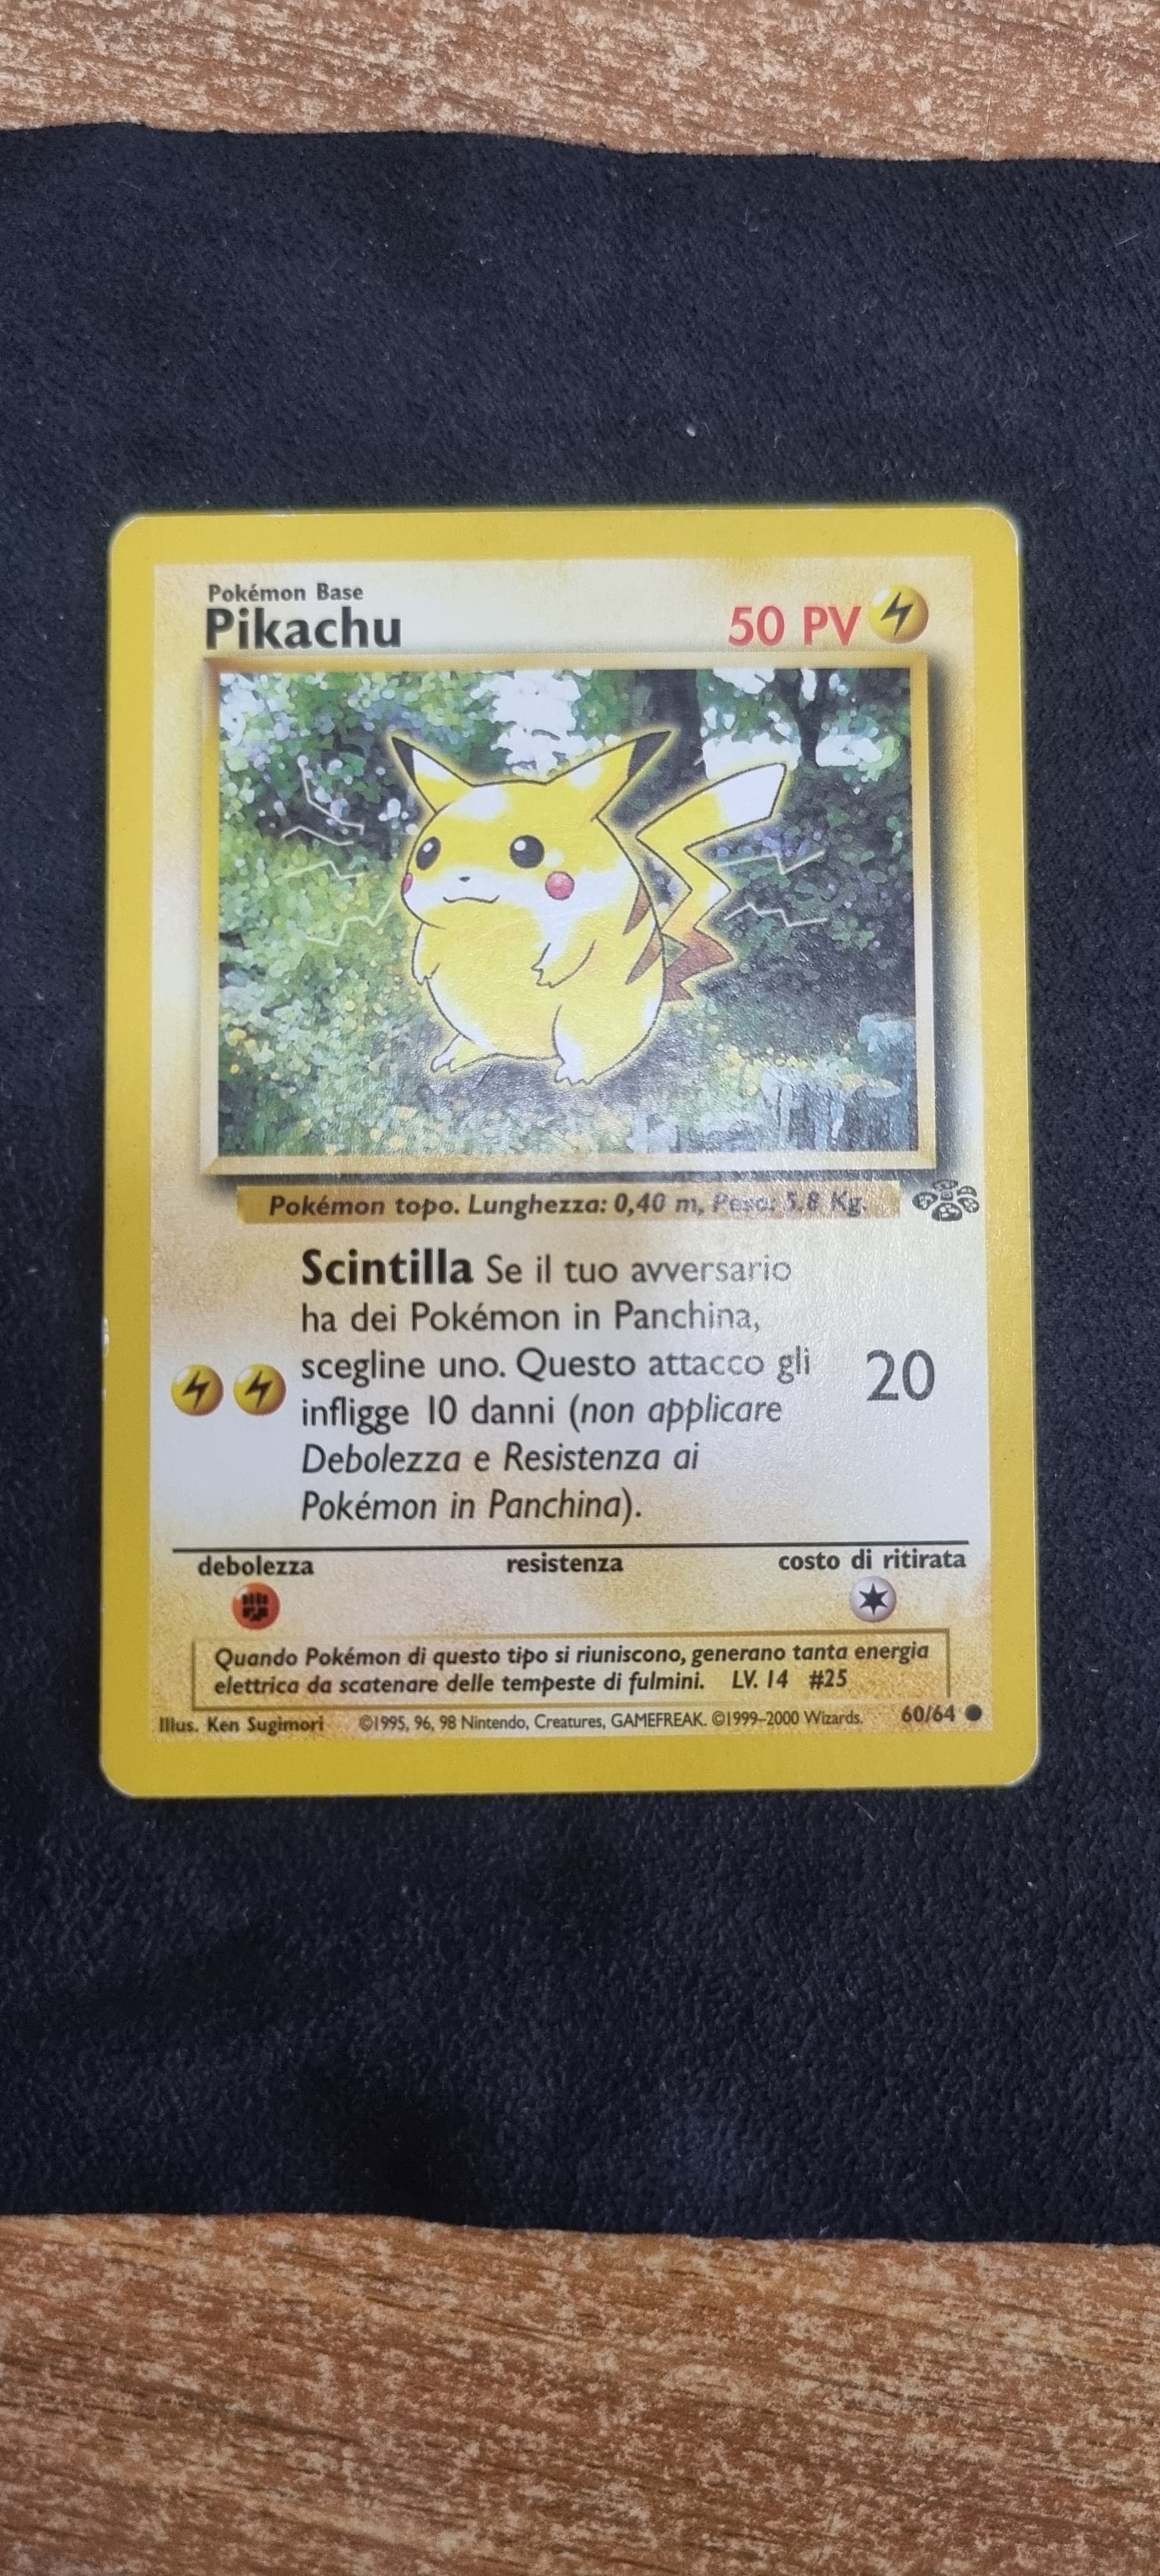 Pokémon Base
Pikachu
50 PV
Pokémon topo. Lunghezza: 0,40 m, Peso: 5.8 Kg.
Scintilla Se il tuo avversario
ha dei Pokémon in Panchina,
scegline uno. Questo attacco gli
infligge 10 danni (non applicare
Debolezza e Resistenza ai
Pokémon in Panchina).
20
debolezza
resistenza
costo di ritirata
Quando Pokémon di questo tipo si riuniscono, generano tanta energia
elettrica da scatenare delle tempeste di fulmini. LV. 14 #25
Illus. Ken Sugimori ©1995, 96, 98 Nintendo, Creatures, GAMEFREAK. ©1999–2000 Wizards. 60/64